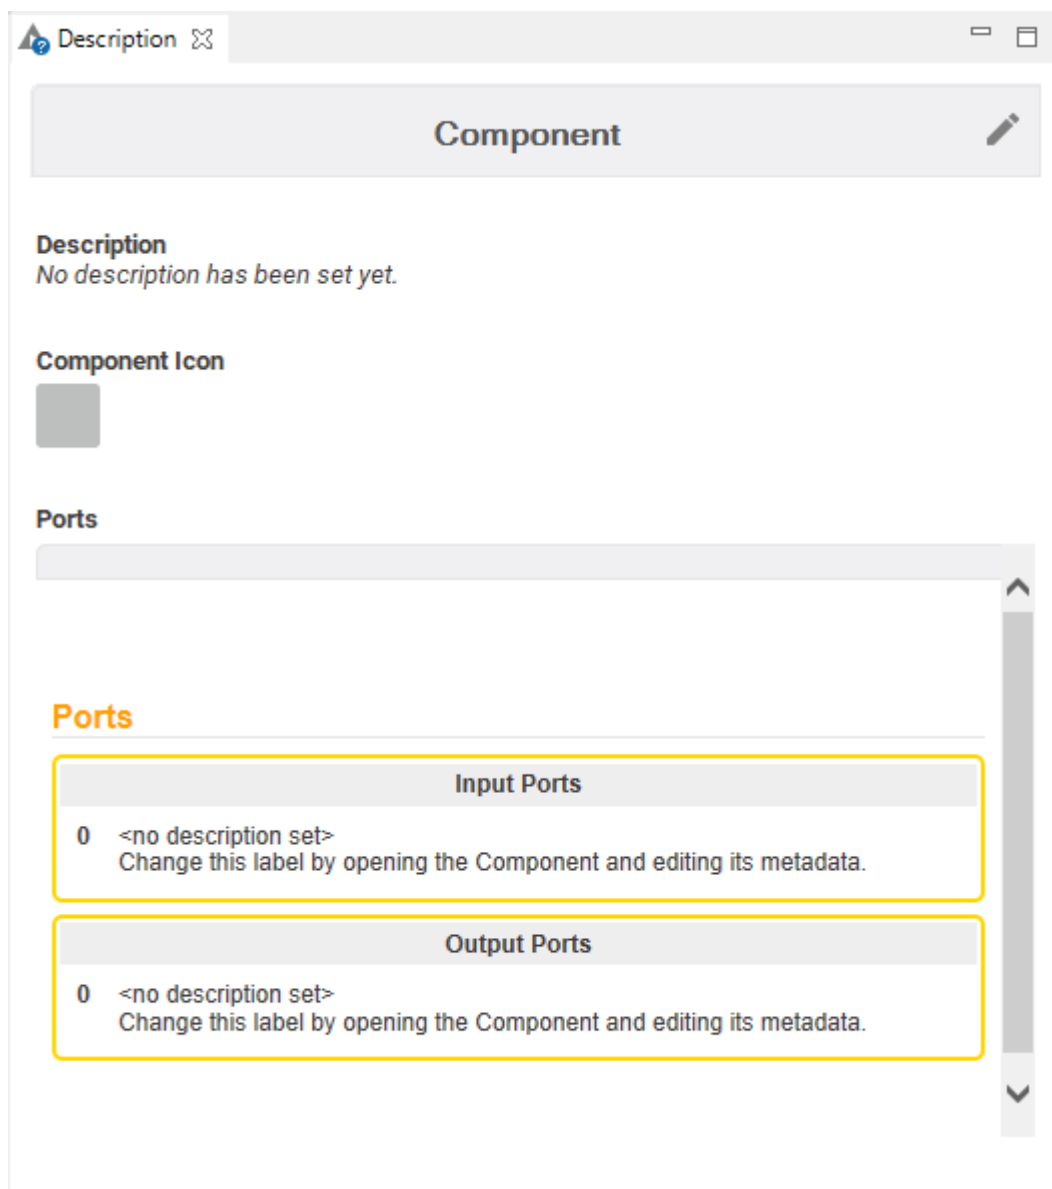 Description
Component
Description
No description has been set yet.
Component Icon
Ports
Ports
Input Ports
0 <no description set>
Change this label by opening the Component and editing its metadata.
Output Ports
0 <no description set>
Change this label by opening the Component and editing its metadata.